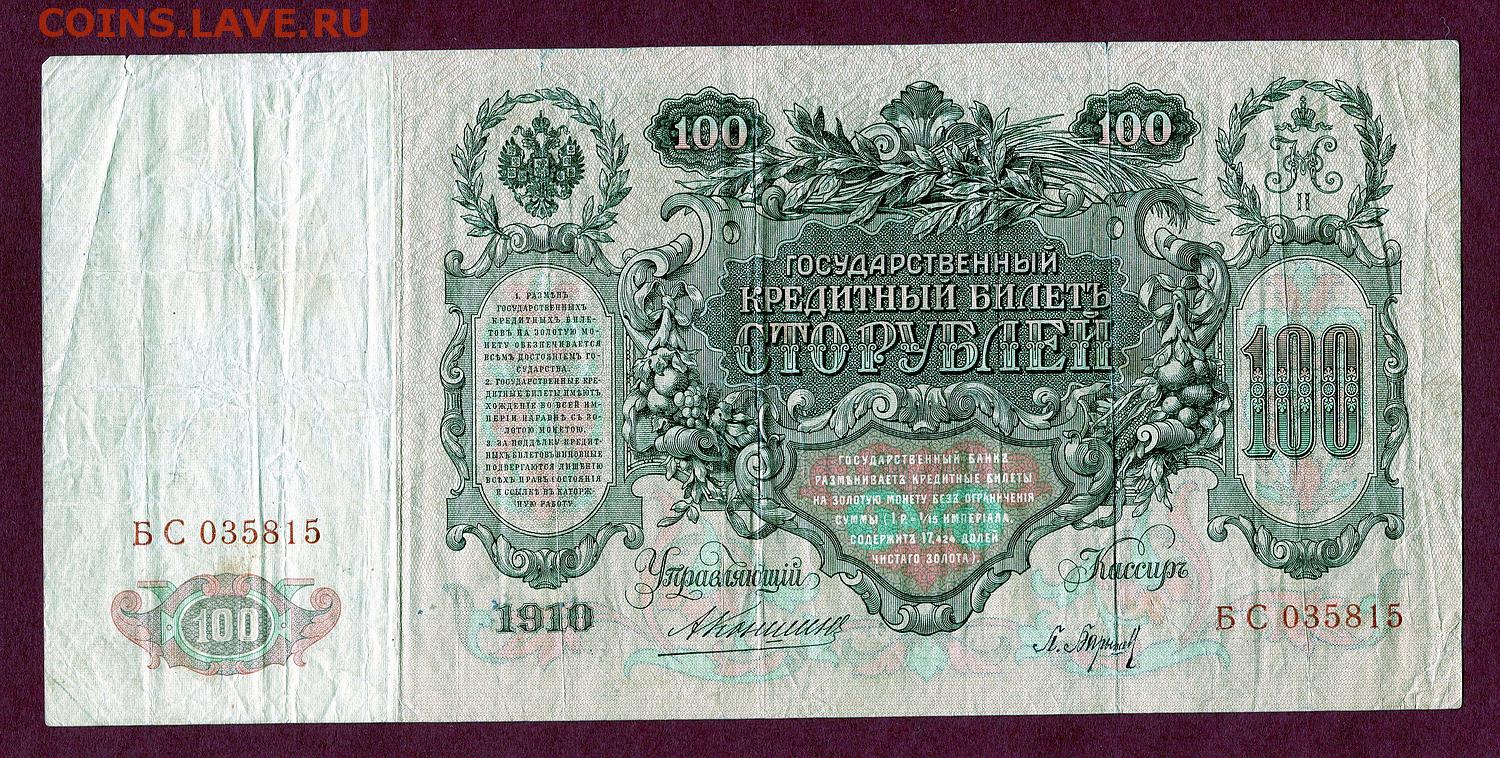 COINS.LAVE.RU
100
100
II
ГОСУДАРСТВЕННЫЙ
КРЕДИТНЫЙ БИЛЕТЪ
СТО РУБЛЕЙ
1. РАЗМѢНЪ
ГОСУДАРСТВЕННЫХЪ
КРЕДИТНЫХЪ БИЛЕ-
ТОВЪ НА ЗОЛОТУЮ МО-
НЕТУ ОБЕЗПЕЧИВАЕТСЯ
ВСѢМЪ ДОСТОЯНІЕМЪ ГО-
СУДАРСТВА.
2. ГОСУДАРСТВЕННЫЕ КРЕ-
ДИТНЫЕ БИЛЕТЫ ИМѢЮТЪ
ХОЖДЕНІЕ ВО ВСЕЙ ИМ-
ПЕРІИ НАРАВНѢ СЪ ЗО-
ЛОТОЮ МОНЕТОЮ.
3. ЗА ПОДДѢЛКУ КРЕДИТ-
НЫХЪ БИЛЕТОВЪ ВИНОВНЫЕ
ПОДВЕРГАЮТСЯ ЛИШЕНІЮ
ВСѢХЪ ПРАВЪ СОСТОЯНІЯ
И ССЫЛКѢ ВЪ КАТОРЖ-
НУЮ РАБОТУ.
100
ГОСУДАРСТВЕННЫЙ БАНКЪ
РАЗМѢНИВАЕТЪ КРЕДИТНЫЕ БИЛЕТЫ
НА ЗОЛОТУЮ МОНЕТУ БЕЗЪ ОГРАНИЧЕНІЯ
СУММЫ (1 Р.= 1/15 ИМПЕРІАЛА,
СОДЕРЖИТЪ 17,424 ДОЛЕЙ
ЧИСТАГО ЗОЛОТА).
БС 035815
100
Управляющій
Кассиръ
1910
АКоншинъ
БС 035815